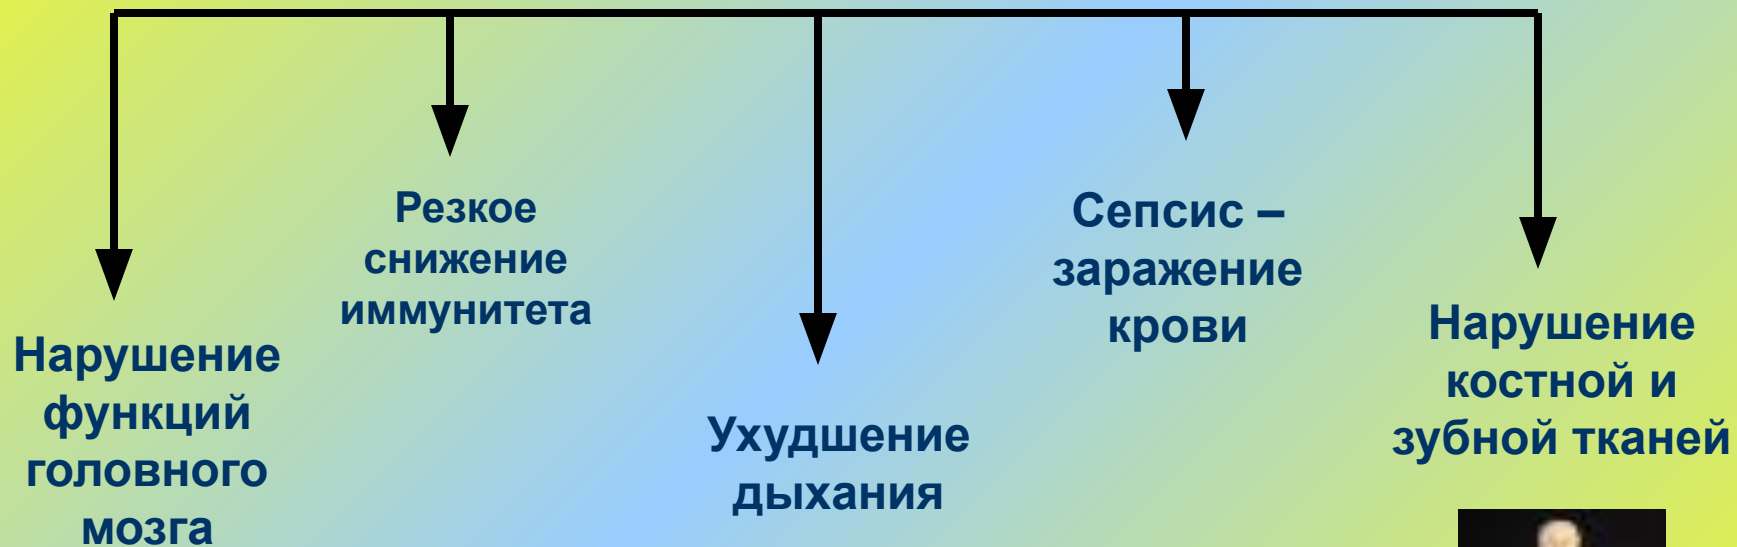 Нарушение
функций
головного
мозга
Резкое
снижение
иммунитета
Ухудшение
дыхания
Сепсис –
заражение
крови
Нарушение
костной и
зубной тканей